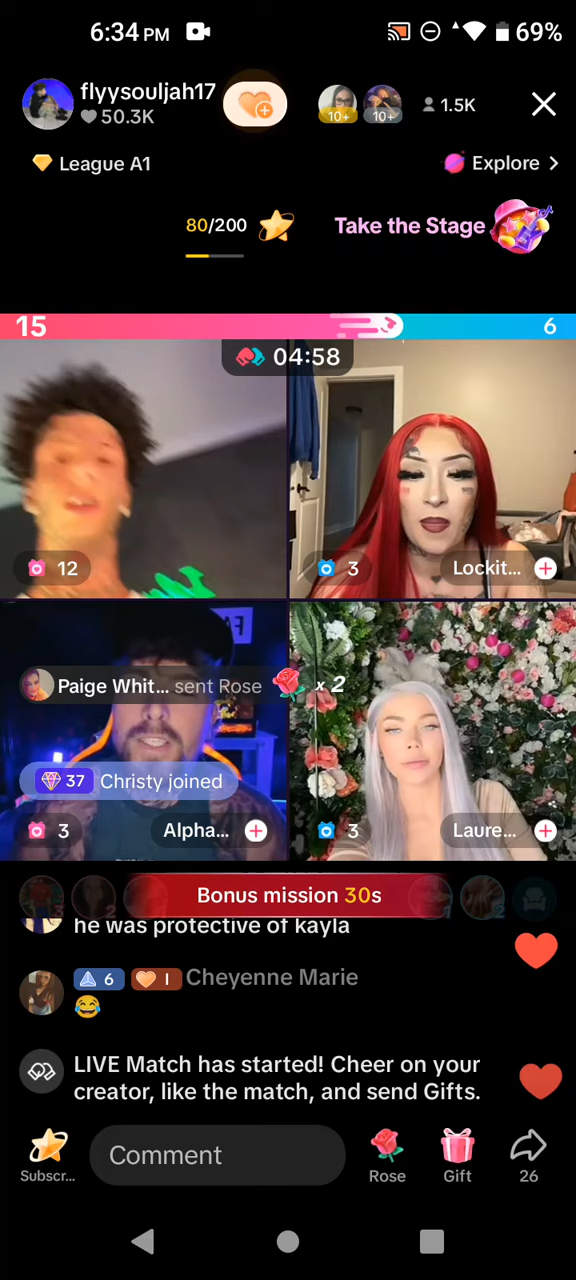 6:34 PM
69%
flyysouljah17
50.3K
10+
10+
1.5K
League A1
Explore >
80/200
Take the Stage
15
6
04:58
12
3
Lockit...
Paige Whit... sent Rose x 2
37 Christy joined
3
Alpha...
3
Laure...
Bonus mission 30s
he was protective of kayla
6 I Cheyenne Marie
😂
LIVE Match has started! Cheer on your
creator, like the match, and send Gifts.
Comment
Subscr...
Rose
Gift
26